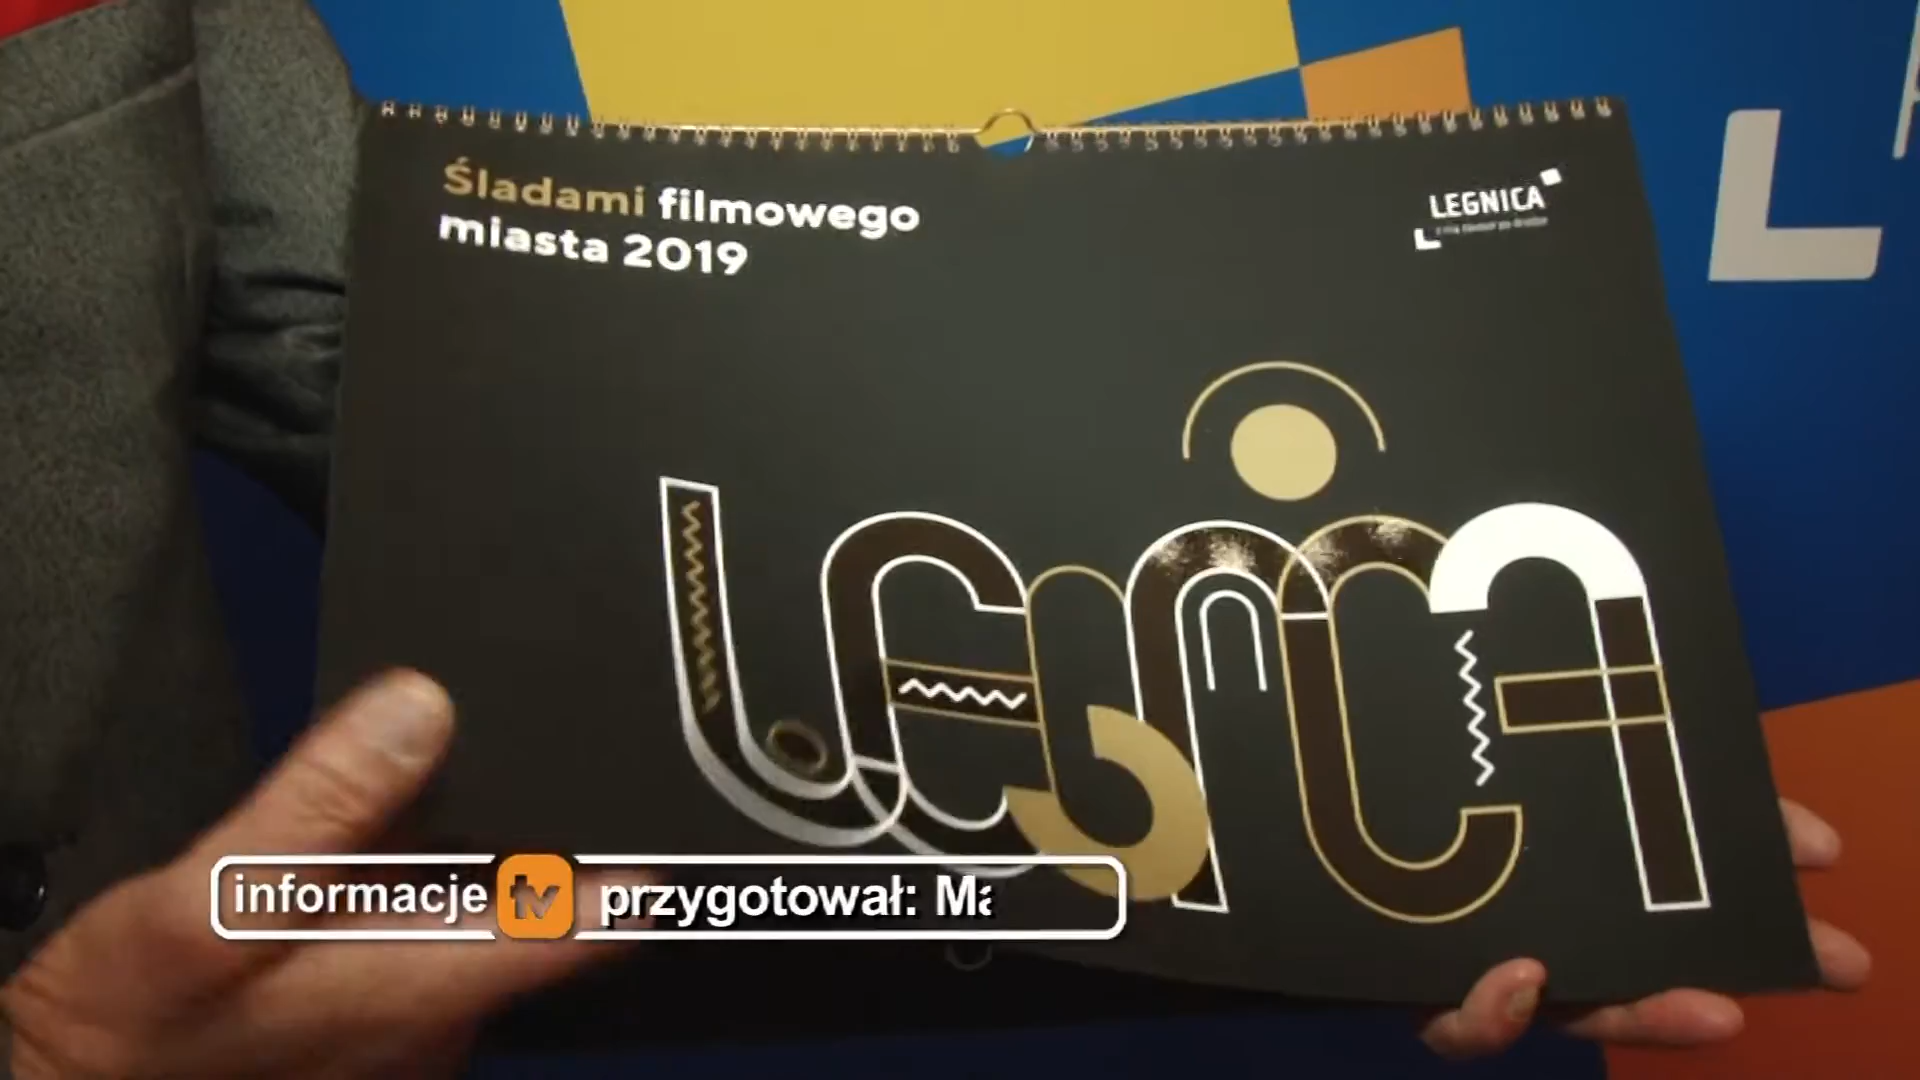 Śladami filmowego
miasta 2019
LEGNICA
LEGNICA
informacje tv przygotował: Ma
L